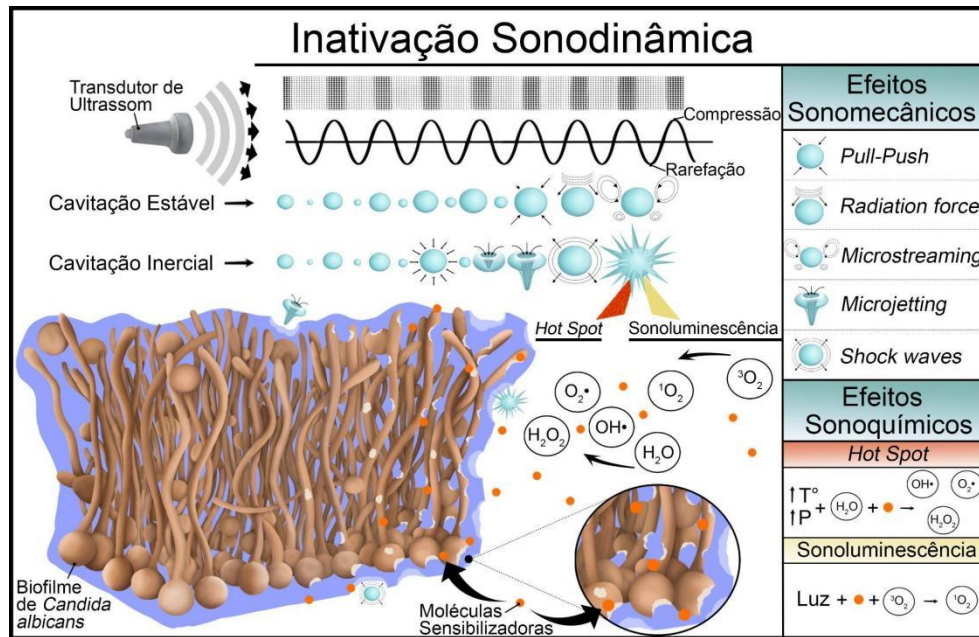 Inativação Sonodinâmica
Transdutor de
Ultrassom
Compressão
Rarefação
Cavitação Estável
Cavitação Inercial
Hot Spot
Sonoluminescência
O₂•
¹O₂
³O₂
H₂O₂
OH•
H₂O
Biofilme
de Candida
albicans
Moléculas
Sensibilizadoras
Efeitos
Sonomecânicos
Pull-Push
Radiation force
Microstreaming
Microjetting
Shock waves
Efeitos
Sonoquímicos
Hot Spot
↑T°
↑P + H₂O + → OH• O₂• H₂O₂
Sonoluminescência
Luz + + ³O₂ → ¹O₂